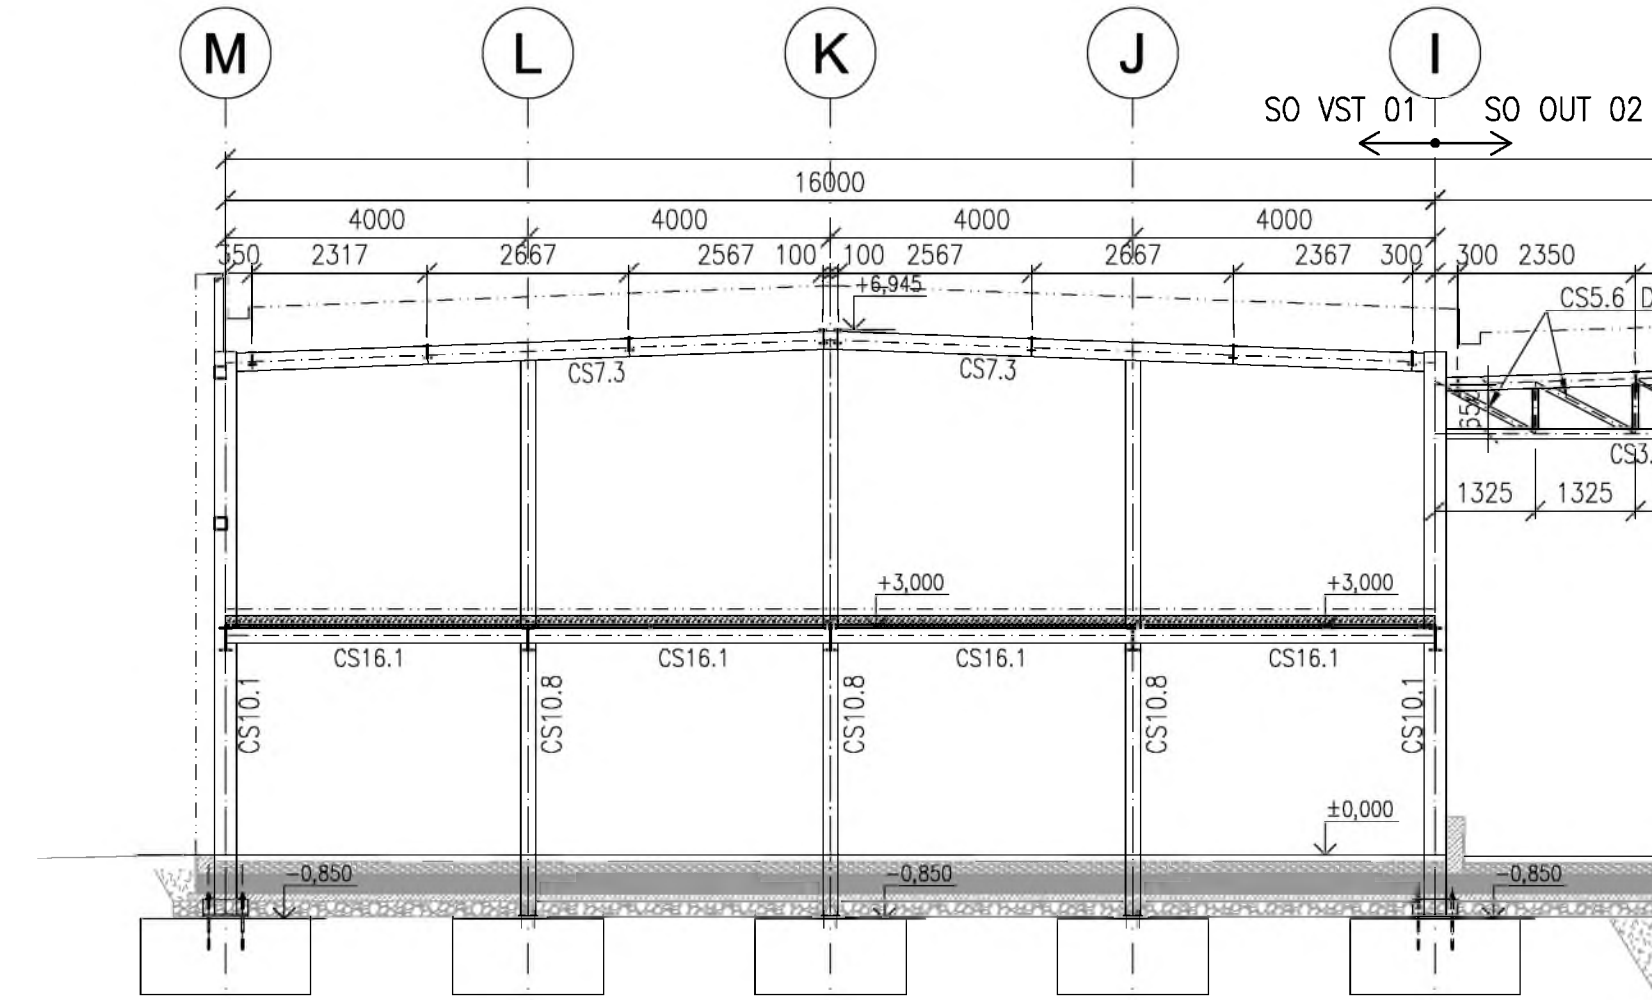 M L K J I
SO VST 01 SO OUT 02
16000
4000 4000 4000 4000
350 2317 2667 2567 100 100 2567 2667 2367 300 300 2350
+6,945
CS5.6
CS7.3 CS7.3
CS3.
1325 1325
+3,000 +3,000
CS16.1 CS16.1 CS16.1 CS16.1
CS10.1 CS10.8 CS10.8 CS10.8 CS10.1
±0,000
-0,850 -0,850 -0,850